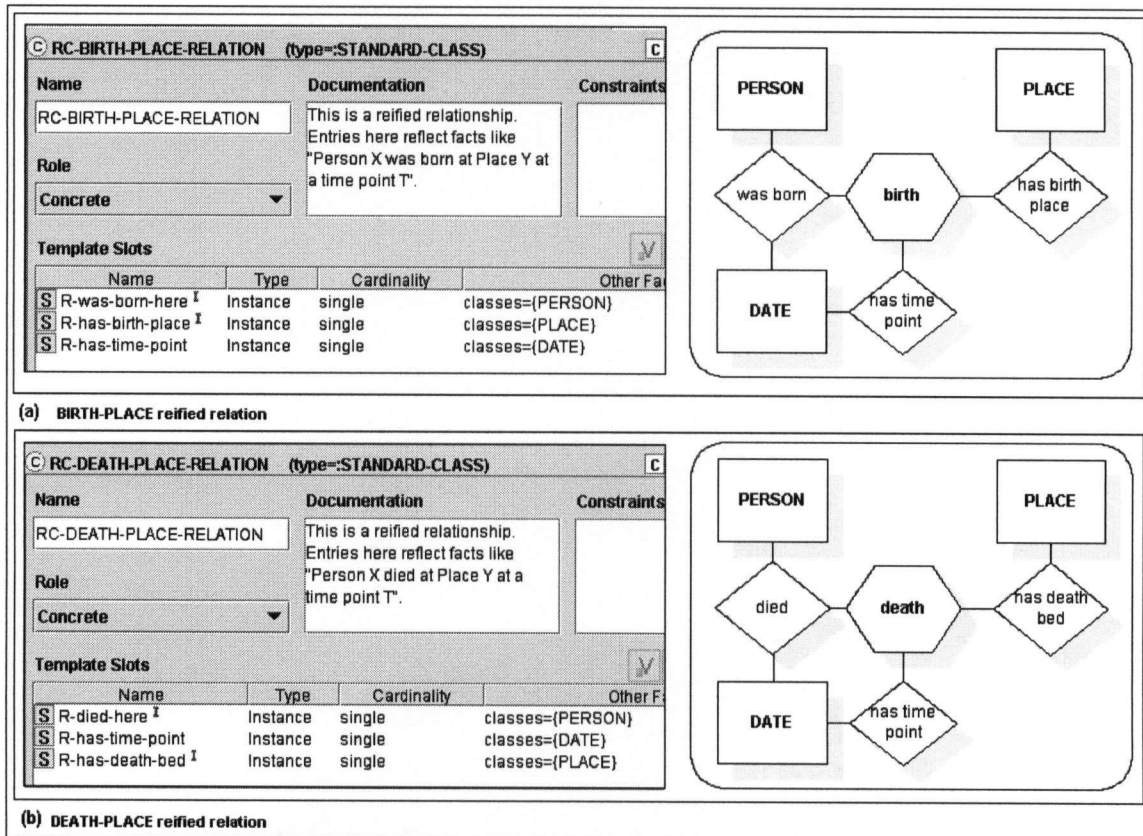 RC-BIRTH-PLACE-RELATION (type=:STANDARD-CLASS) C
Name
RC-BIRTH-PLACE-RELATION
Role
Concrete
Documentation
This is a reified relationship.
Entries here reflect facts like
"Person X was born at Place Y at
a time point T".
Constraints
Template Slots
V
Name Type Cardinality Other Fac
S R-was-born-here I Instance single classes={PERSON}
S R-has-birth-place I Instance single classes={PLACE}
S R-has-time-point Instance single classes={DATE}
PERSON
PLACE
was born
birth
has birth
place
DATE
has time
point
(a) BIRTH-PLACE reified relation
C RC-DEATH-PLACE-RELATION (type=:STANDARD-CLASS) C
Name
RC-DEATH-PLACE-RELATION
Role
Concrete
Documentation
This is a reified relationship.
Entries here reflect facts like
"Person X died at Place Y at a
time point T".
Constraints
Template Slots
V
Name Type Cardinality Other F
S R-died-here I Instance single classes={PERSON}
S R-has-time-point Instance single classes={DATE}
S R-has-death-bed I Instance single classes={PLACE}
PERSON
PLACE
died
death
has death
bed
DATE
has time
point
(b) DEATH-PLACE reified relation